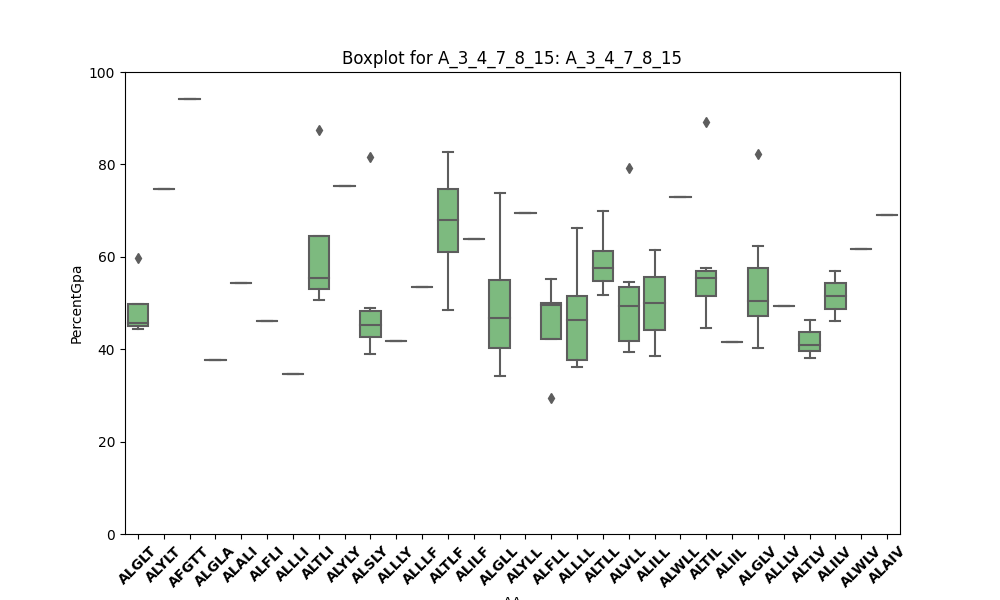 Boxplot for A_3_4_7_8_15: A_3_4_7_8_15
100
80
60
40
20
0
PercentGpa
ALGLT ALYLT AFGTT ALGLA ALALI ALFLI ALLLI ALTLI ALYLY ALSLY ALLLY ALLLF ALTLF ALILF ALGLL ALYLL ALFLL ALLLL ALTLL ALVLL ALILL ALWLL ALTIL ALIIL ALGLV ALLLV ALTLV ALILV ALWLV ALAIV